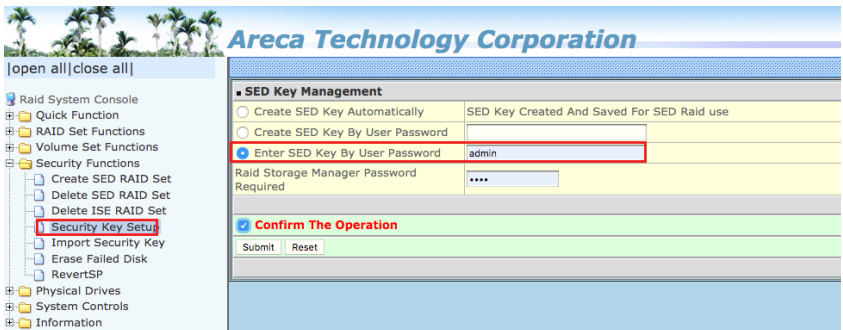 Areca Technology Corporation
|open all|close all|
Raid System Console
Quick Function
RAID Set Functions
Volume Set Functions
Security Functions
Create SED RAID Set
Delete SED RAID Set
Delete ISE RAID Set
Security Key Setup
Import Security Key
Erase Failed Disk
RevertSP
Physical Drives
System Controls
Information
SED Key Management
Create SED Key Automatically SED Key Created And Saved For SED Raid use
Create SED Key By User Password
Enter SED Key By User Password admin
Raid Storage Manager Password
Required ••••
Confirm The Operation
Submit Reset